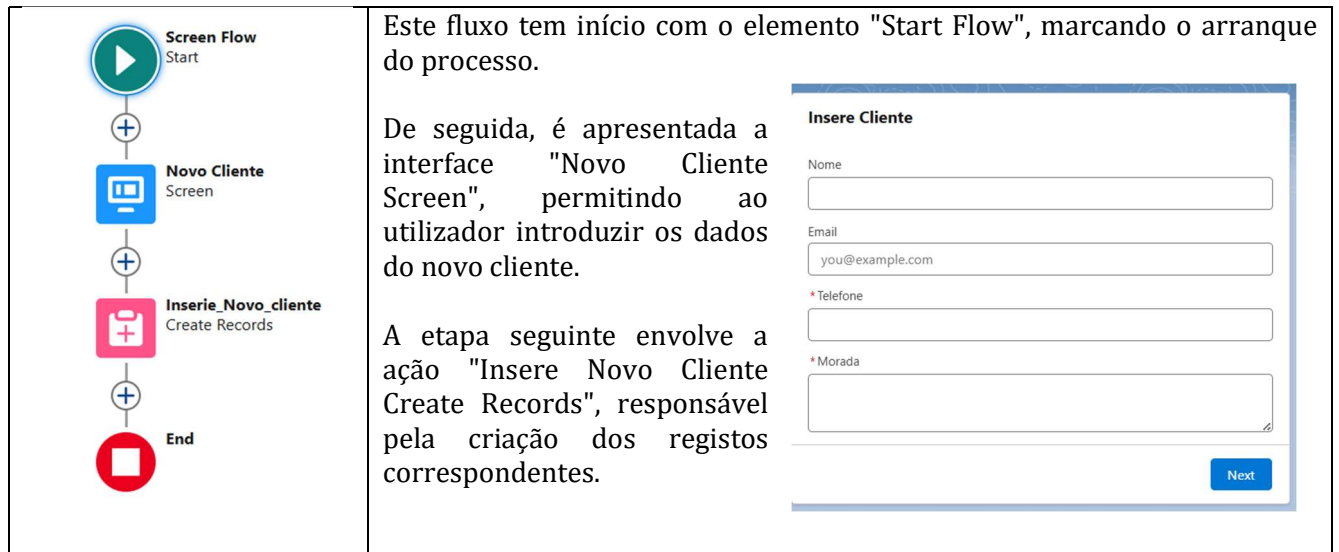 Screen Flow
Start
Novo Cliente
Screen
Inserie_Novo_cliente
Create Records
End
Este fluxo tem início com o elemento "Start Flow", marcando o arranque
do processo.
De seguida, é apresentada a
interface "Novo Cliente
Screen", permitindo ao
utilizador introduzir os dados
do novo cliente.
A etapa seguinte envolve a
ação "Insere Novo Cliente
Create Records", responsável
pela criação dos registos
correspondentes.
Insere Cliente
Nome
Email
you@example.com
*Telefone
*Morada
Next